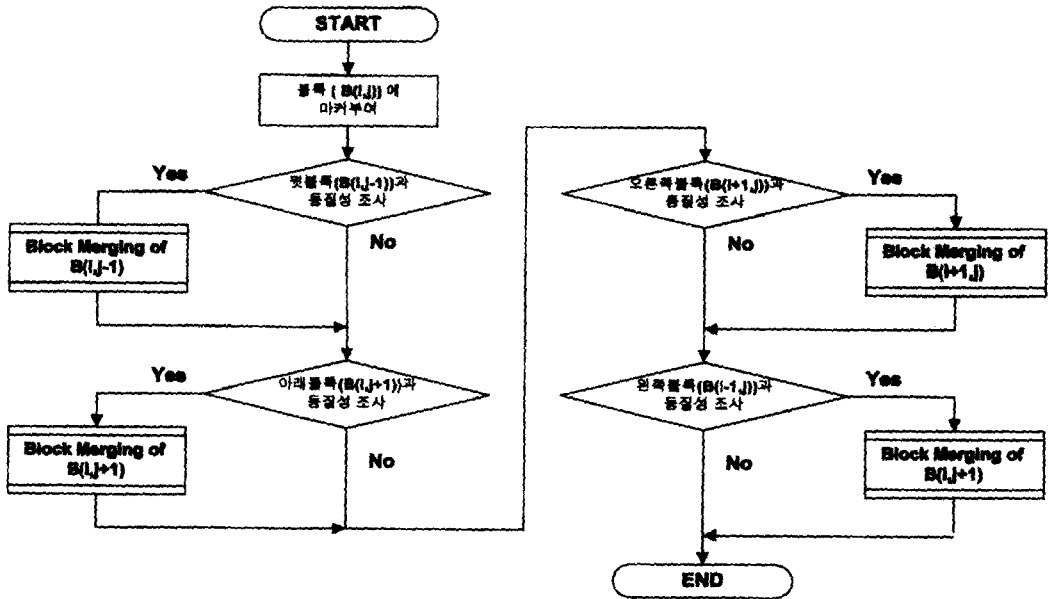 START
블록 ( B(i,j)) 에
마커부여
Yes
윗블록(B(i,j-1))과
동질성 조사
No
Block Merging of
B(i,j-1)
Yes
아래블록(B(i,j+1))과
동질성 조사
No
Block Merging of
B(i,j+1)
오른쪽블록(B(i+1,j))과
동질성 조사
Yes
No
Block Merging of
B(i+1,j)
왼쪽블록(B(i-1,j))과
동질성 조사
Yes
No
Block Merging of
B(i,j+1)
END